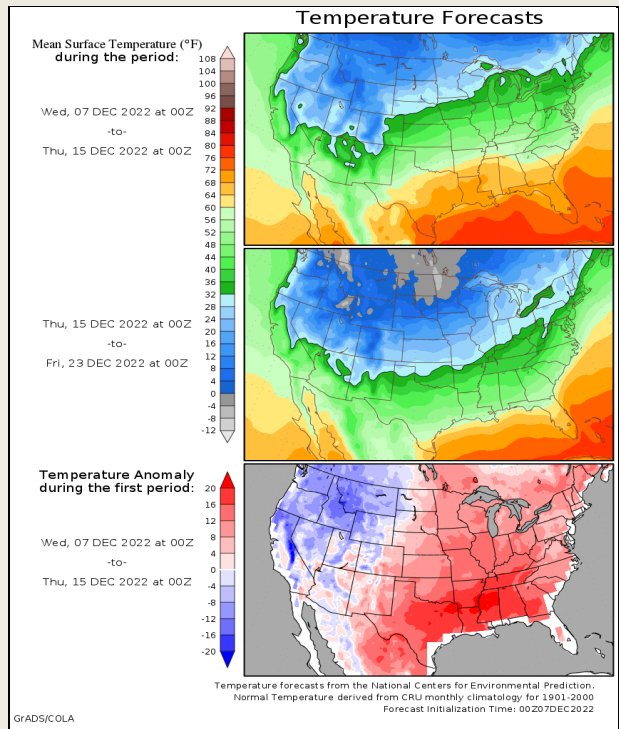 Temperature Forecasts
Mean Surface Temperature (°F)
during the period:
Wed, 07 DEC 2022 at 00Z
-to-
Thu, 15 DEC 2022 at 00Z
108
104
100
96
92
88
84
80
76
72
68
64
60
56
52
48
44
40
36
32
28
24
20
16
12
8
4
0
-4
-8
-12
Thu, 15 DEC 2022 at 00Z
-to-
Fri, 23 DEC 2022 at 00Z
Temperature Anomaly
during the first period:
Wed, 07 DEC 2022 at 00Z
-to-
Thu, 15 DEC 2022 at 00Z
20
16
12
8
4
0
-4
-8
-12
-16
-20
Temperature forecasts from the National Centers for Environmental Prediction.
Normal Temperature derived from CRU monthly climatology for 1901-2000
Forecast Initialization Time: 00Z07DEC2022
GrADS/COLA